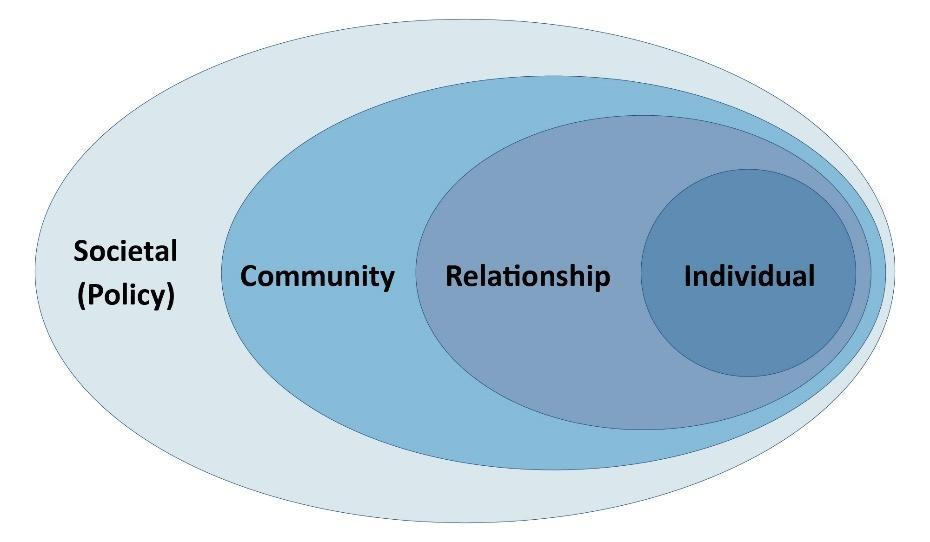 Societal
(Policy)
Community
Relationship
Individual